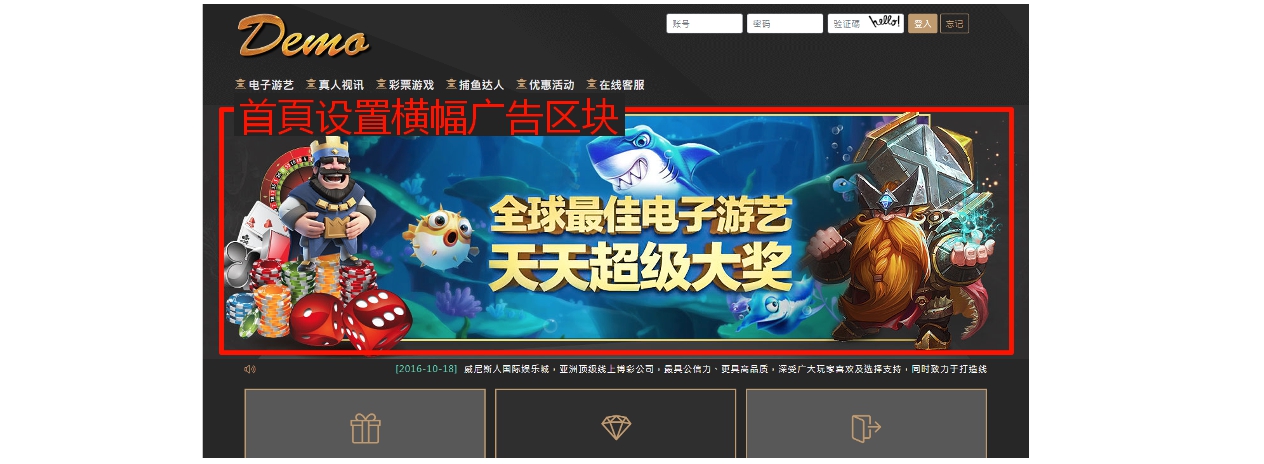 Demo
账号 密码 验证码 hello! 登入 忘记
电子游艺 真人视讯 彩票游戏 捕鱼达人 优惠活动 在线客服
首頁设置横幅广告区块
全球最佳电子游艺
天天超级大奖
[2016-10-18] 威尼斯人国际娱乐城，亚洲顶级线上博彩公司，最具公信力、更具高品质，深受广大玩家喜欢及选择支持，同时致力于打造线